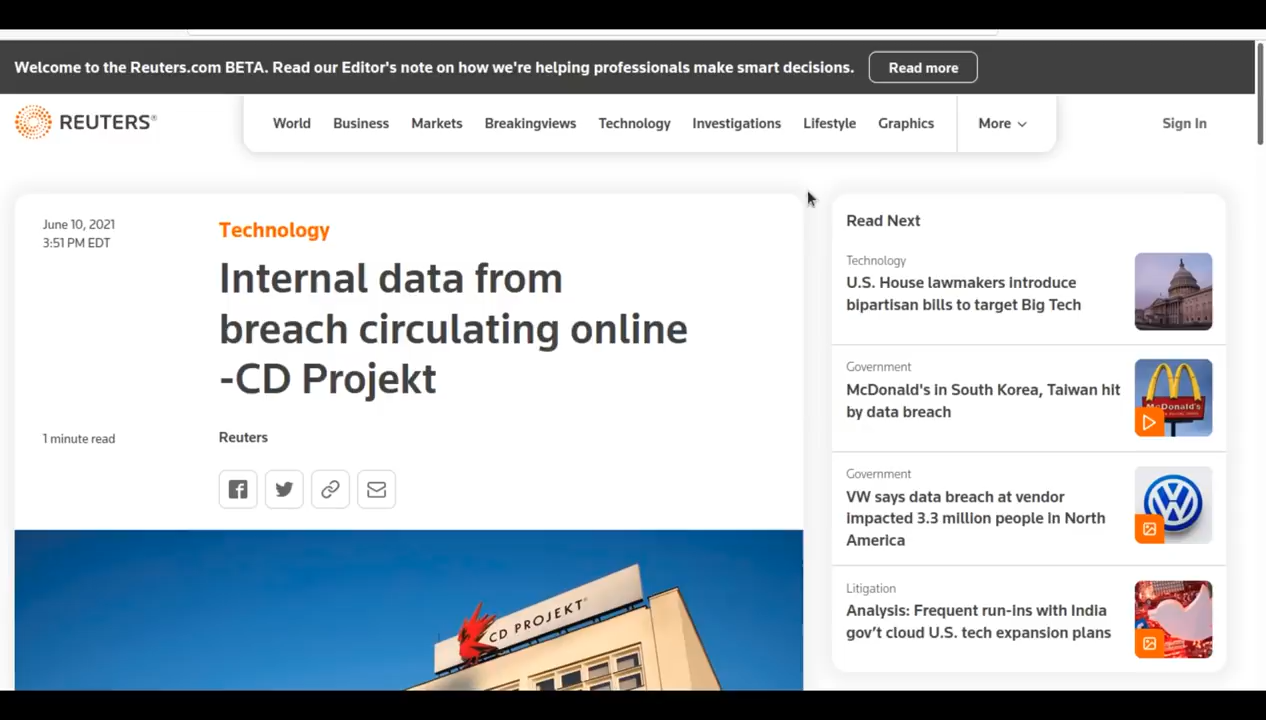 Welcome to the Reuters.com BETA. Read our Editor's note on how we're helping professionals make smart decisions. Read more
REUTERS®
World Business Markets Breakingviews Technology Investigations Lifestyle Graphics More Sign In
June 10, 2021
3:51 PM EDT
Technology
Internal data from
breach circulating online
-CD Projekt
1 minute read
Reuters
CD PROJEKT®
Read Next
Technology
U.S. House lawmakers introduce
bipartisan bills to target Big Tech
Government
McDonald's in South Korea, Taiwan hit
by data breach
McDonald's
Government
VW says data breach at vendor
impacted 3.3 million people in North
America
Litigation
Analysis: Frequent run-ins with India
gov’t cloud U.S. tech expansion plans